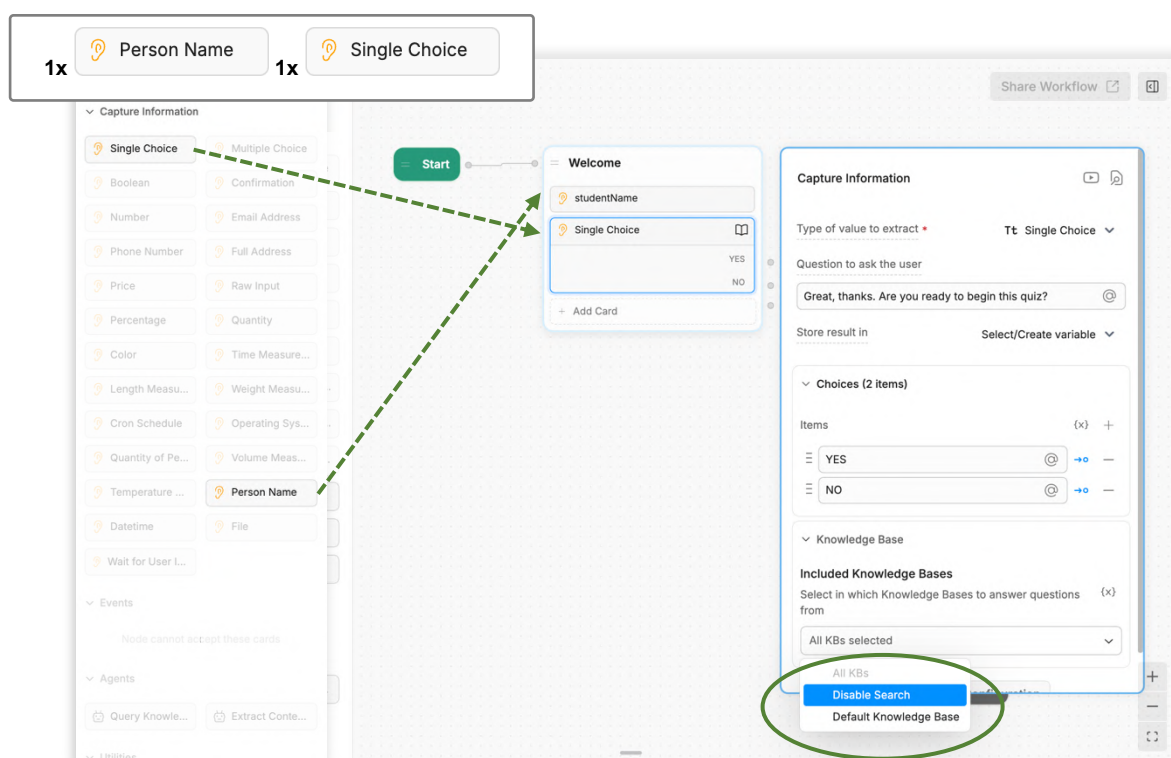 1x Person Name 1x Single Choice
Share Workflow
Capture Information
Single Choice
Multiple Choice
Boolean
Confirmation
Number
Email Address
Phone Number
Full Address
Price
Raw Input
Percentage
Quantity
Color
Time Measure...
Length Measu...
Weight Measu...
Cron Schedule
Operating Sys...
Quantity of Pe...
Volume Meas...
Temperature ...
Person Name
Datetime
File
Wait for User I...
Events
Node cannot accept these cards...
Agents
Query Knowle...
Extract Conte...
Utilities
Start
Welcome
studentName
Single Choice
YES
NO
+ Add Card
Capture Information
Type of value to extract •
Tt Single Choice
Question to ask the user
Great, thanks. Are you ready to begin this quiz? @
Store result in
Select/Create variable
Choices (2 items)
Items {x} +
YES @
NO @
Knowledge Base
Included Knowledge Bases
Select in which Knowledge Bases to answer questions {x}
from
All KBs selected
All KBs
Disable Search
Default Knowledge Base